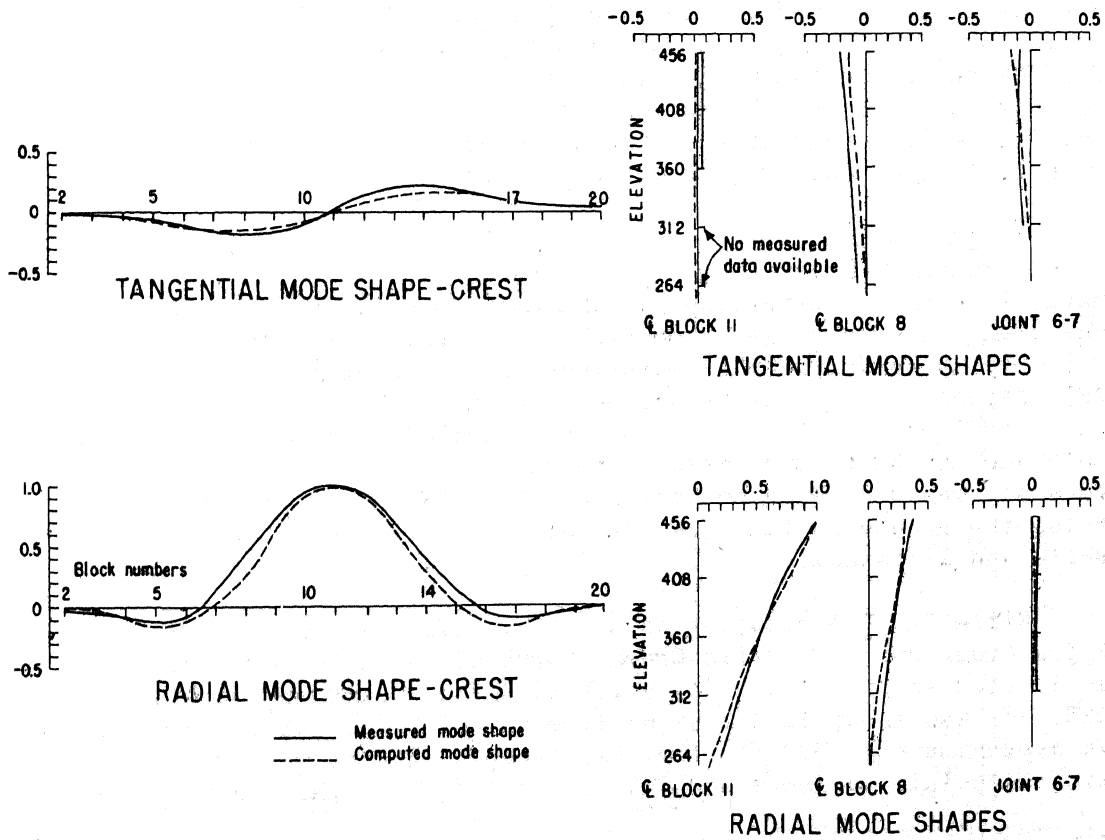 -0.5 0 0.5 -0.5 0 0.5 -0.5 0 0.5
456
408
360
312
264
ELEVATION
No measured
data available
℄ BLOCK 11 ℄ BLOCK 8 JOINT 6-7
TANGENTIAL MODE SHAPES
0.5
0
-0.5
2 5 10 17 20
TANGENTIAL MODE SHAPE-CREST
1.0
0.5
0
-0.5
Block numbers
2 5 10 14 20
RADIAL MODE SHAPE-CREST
Measured mode shape
Computed mode shape
0 0.5 1.0 0 0.5 -0.5 0 0.5
456
408
360
312
264
ELEVATION
℄ BLOCK 11 ℄ BLOCK 8 JOINT 6-7
RADIAL MODE SHAPES